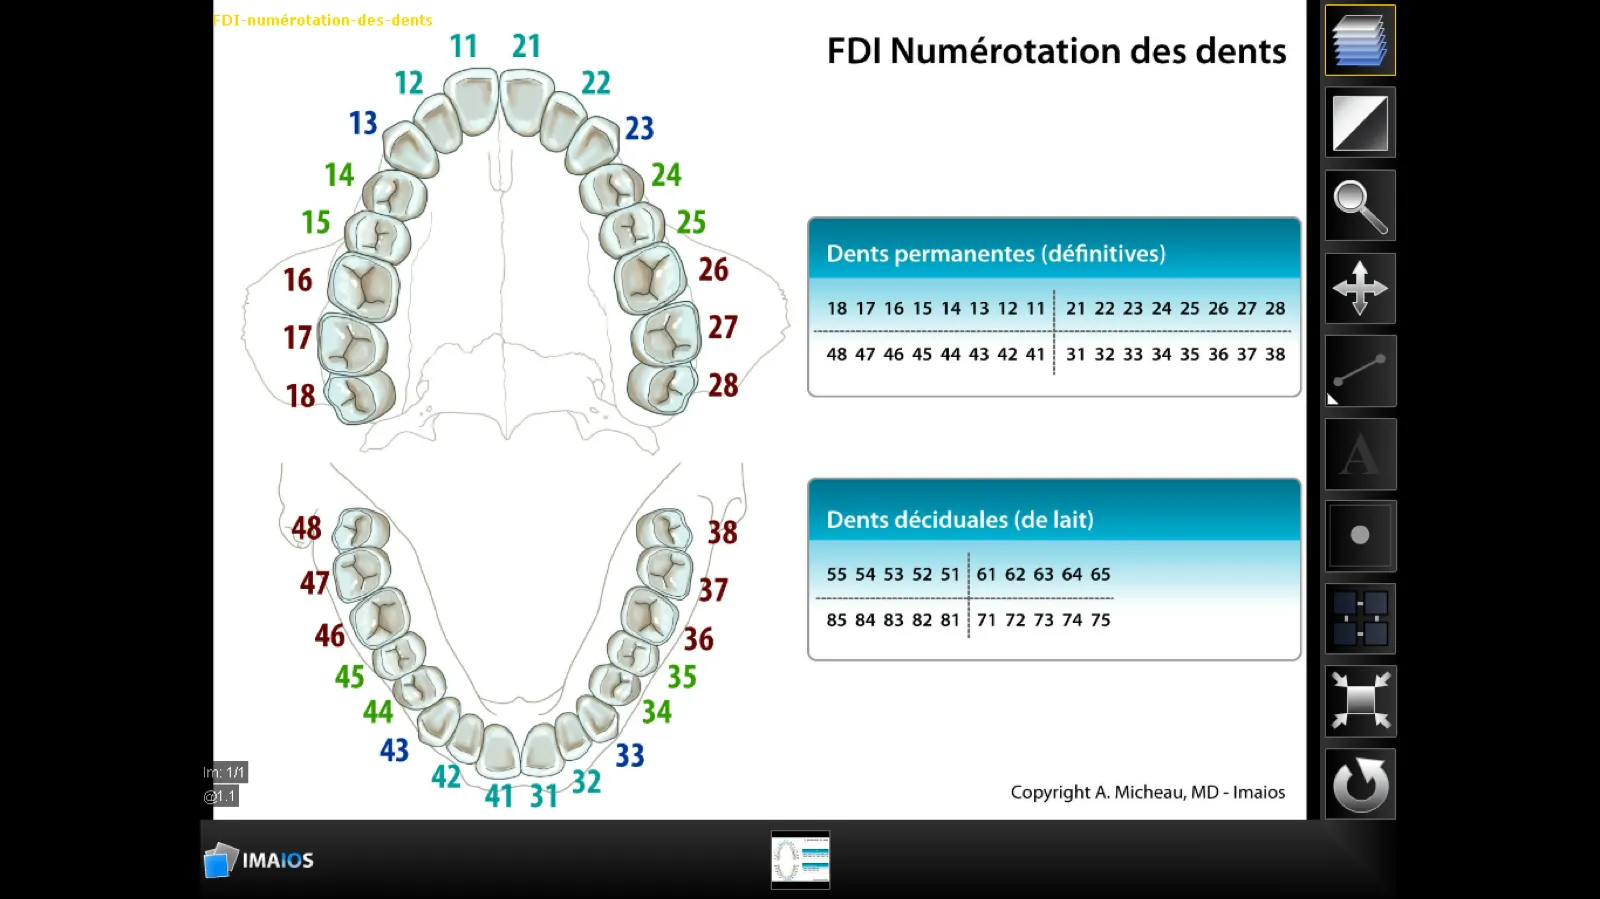 FDI-numérotation-des-dents
FDI Numérotation des dents
11 21
12 22
13 23
14 24
15 25
16 26
17 27
18 28
48 38
47 37
46 36
45 35
44 34
43 33
42 32
41 31
Dents permanentes (définitives)
18 17 16 15 14 13 12 11 21 22 23 24 25 26 27 28
48 47 46 45 44 43 42 41 31 32 33 34 35 36 37 38
Dents déciduales (de lait)
55 54 53 52 51 61 62 63 64 65
85 84 83 82 81 71 72 73 74 75
Copyright A. Micheau, MD - Imaios
Im: 1/1
@1.1
A
IMAIOS